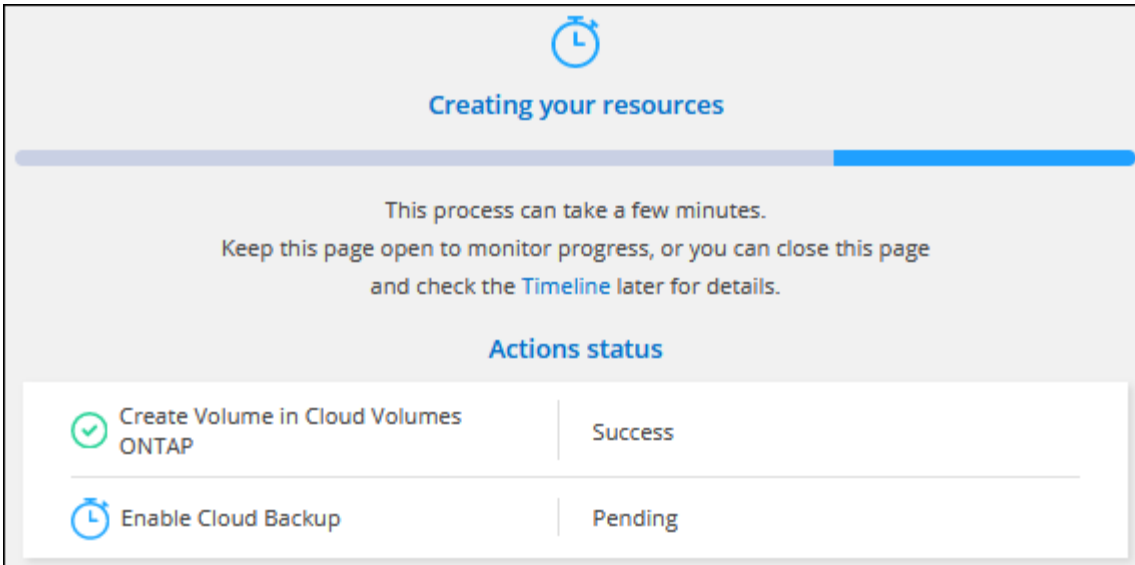 Creating your resources
This process can take a few minutes.
Keep this page open to monitor progress, or you can close this page
and check the Timeline later for details.
Actions status
Create Volume in Cloud Volumes
ONTAP
Success
Enable Cloud Backup
Pending